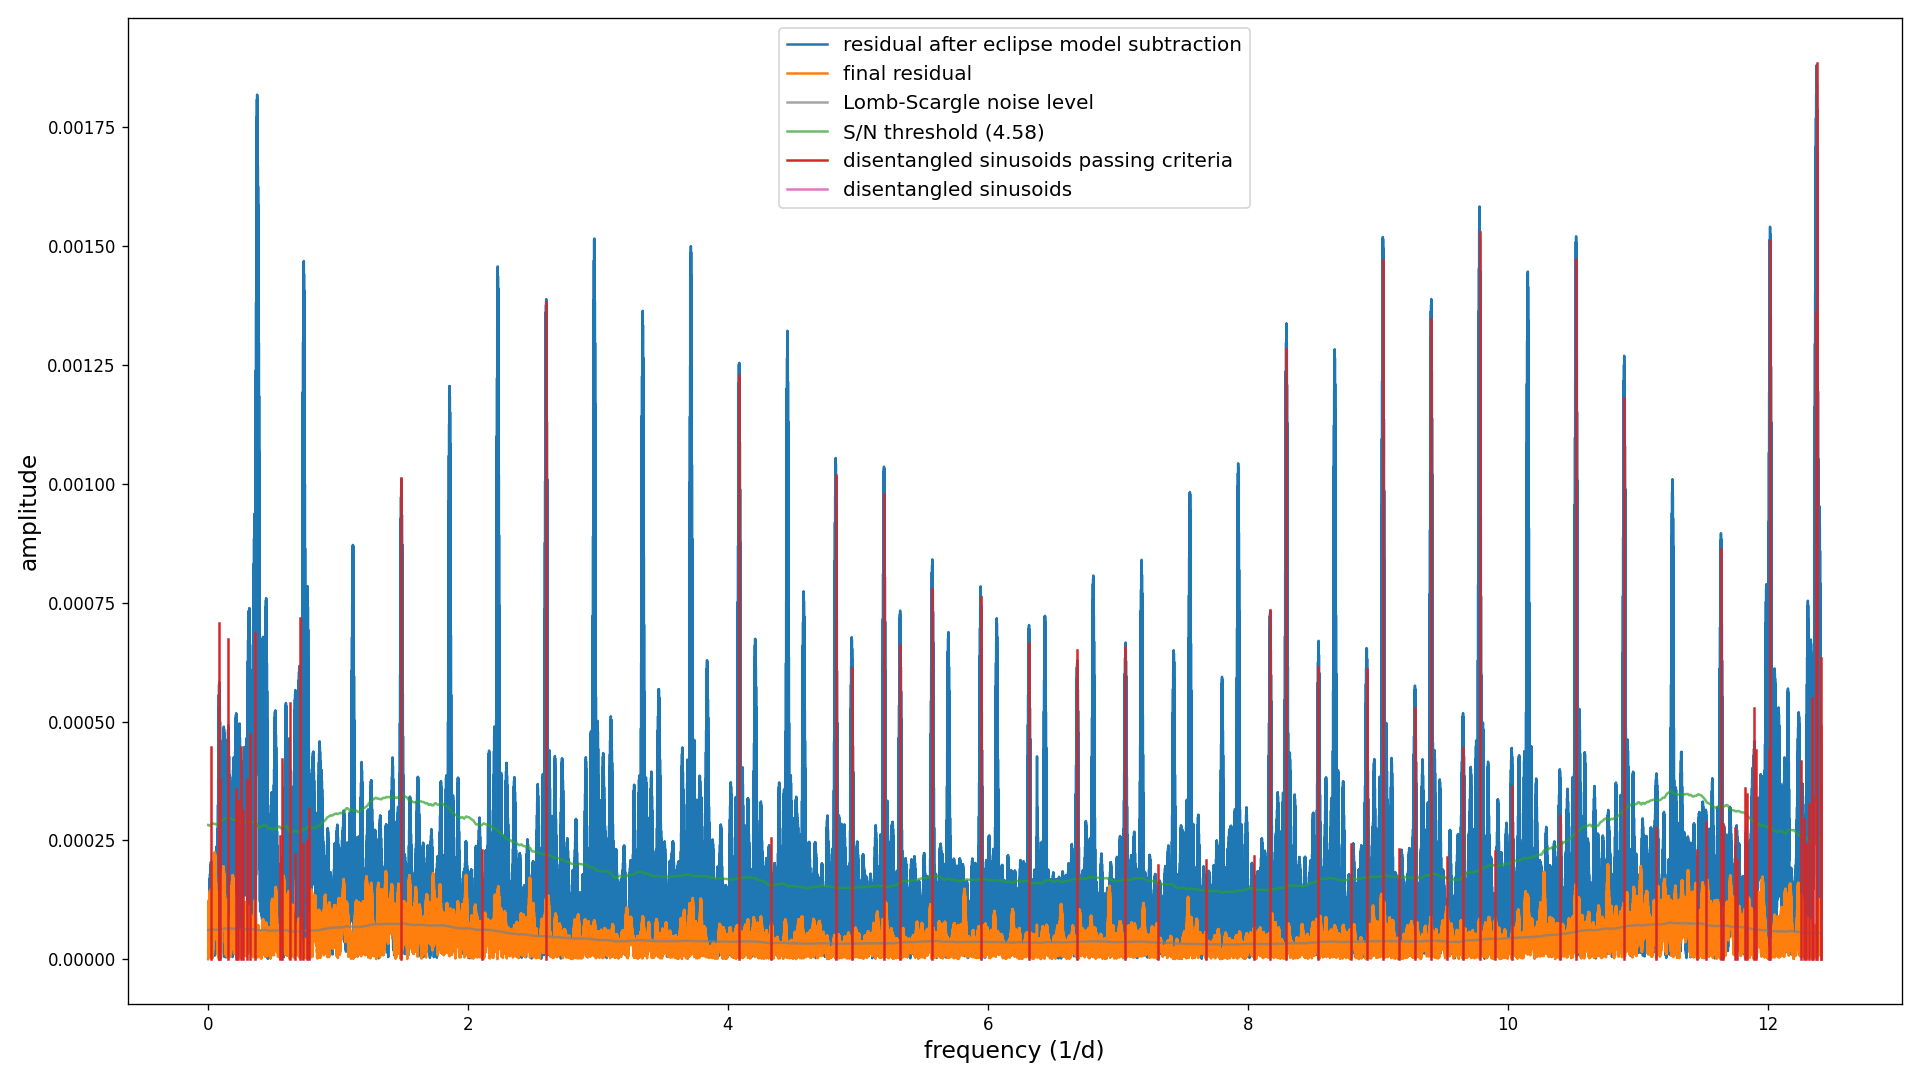 residual after eclipse model subtraction
final residual
Lomb-Scargle noise level
S/N threshold (4.58)
disentangled sinusoids passing criteria
disentangled sinusoids
amplitude
0.00175
0.00150
0.00125
0.00100
0.00075
0.00050
0.00025
0.00000
0 2 4 6 8 10 12
frequency (1/d)